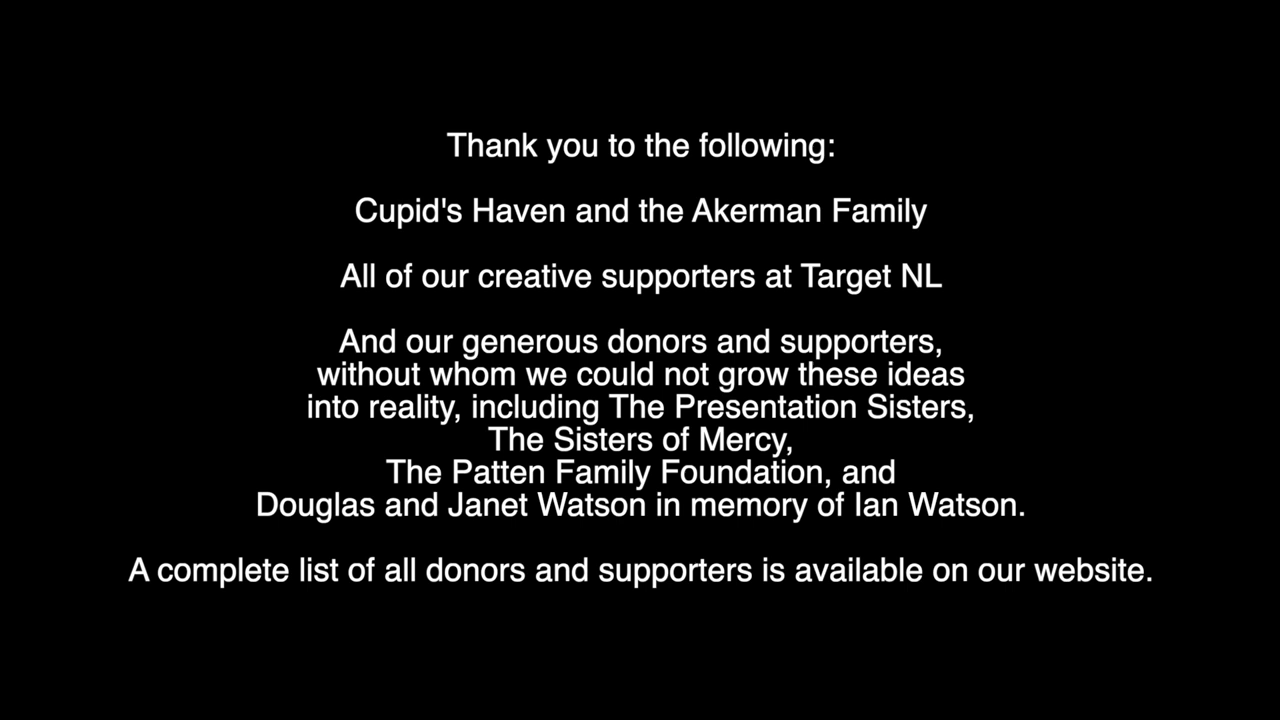 Thank you to the following:
Cupid's Haven and the Akerman Family
All of our creative supporters at Target NL
And our generous donors and supporters,
without whom we could not grow these ideas
into reality, including The Presentation Sisters,
The Sisters of Mercy,
The Patten Family Foundation, and
Douglas and Janet Watson in memory of Ian Watson.
A complete list of all donors and supporters is available on our website.